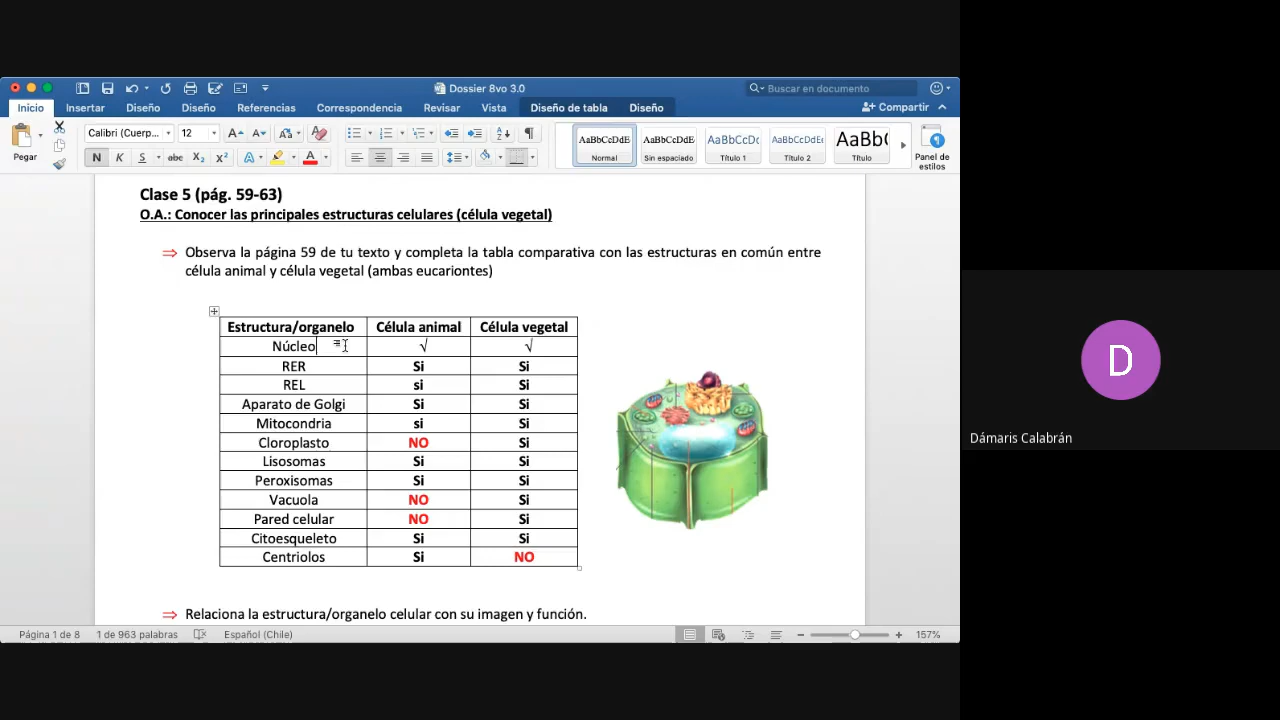 Dossier 8vo 3.0
Buscar en documento
Inicio Insertar Diseño Diseño Referencias Correspondencia Revisar Vista Diseño de tabla Diseño Compartir
Pegar
Calibri (Cuerp... 12
N K S abc X₂ X² A A
AaBbCcDdE AaBbCcDdE AaBbCcDc AaBbCcDdEe AaBbC
Normal Sin espaciado Título 1 Título 2 Título
Panel de estilos
Clase 5 (pág. 59-63)
O.A.: Conocer las principales estructuras celulares (célula vegetal)
⇒ Observa la página 59 de tu texto y completa la tabla comparativa con las estructuras en común entre
célula animal y célula vegetal (ambas eucariontes)
Estructura/organelo Célula animal Célula vegetal
Núcleo √ √
RER Si Si
REL si Si
Aparato de Golgi Si Si
Mitocondria si Si
Cloroplasto NO Si
Lisosomas Si Si
Peroxisomas Si Si
Vacuola NO Si
Pared celular NO Si
Citoesqueleto Si Si
Centriolos Si NO
⇒ Relaciona la estructura/organelo celular con su imagen y función.
Página 1 de 8 1 de 963 palabras Español (Chile) 157%
D
Dámaris Calabrán